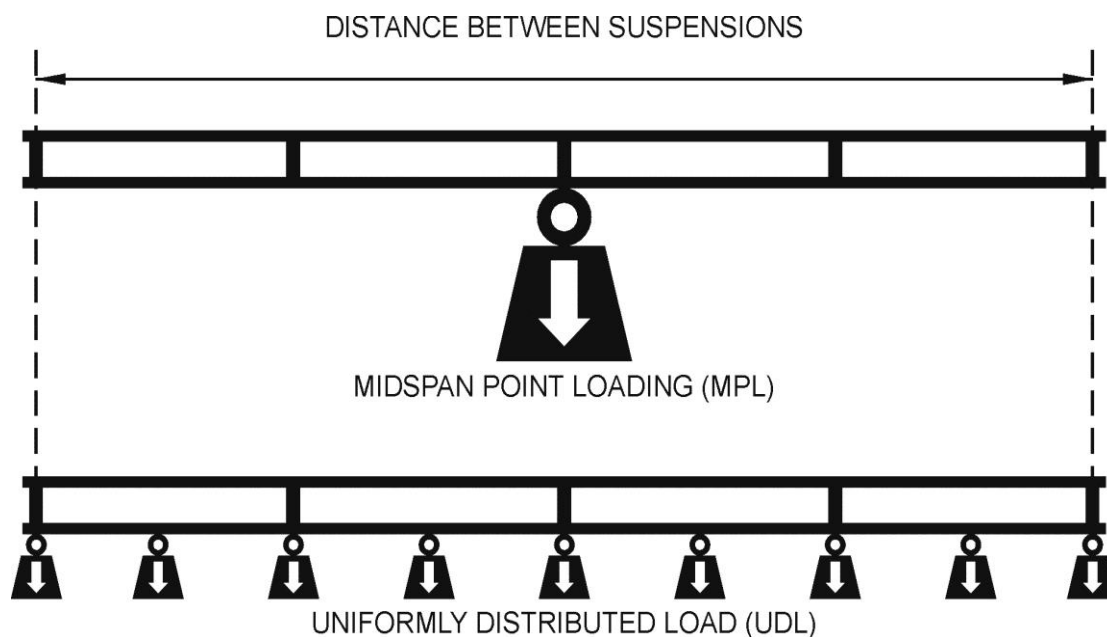 DISTANCE BETWEEN SUSPENSIONS
MIDSPAN POINT LOADING (MPL)
UNIFORMLY DISTRIBUTED LOAD (UDL)